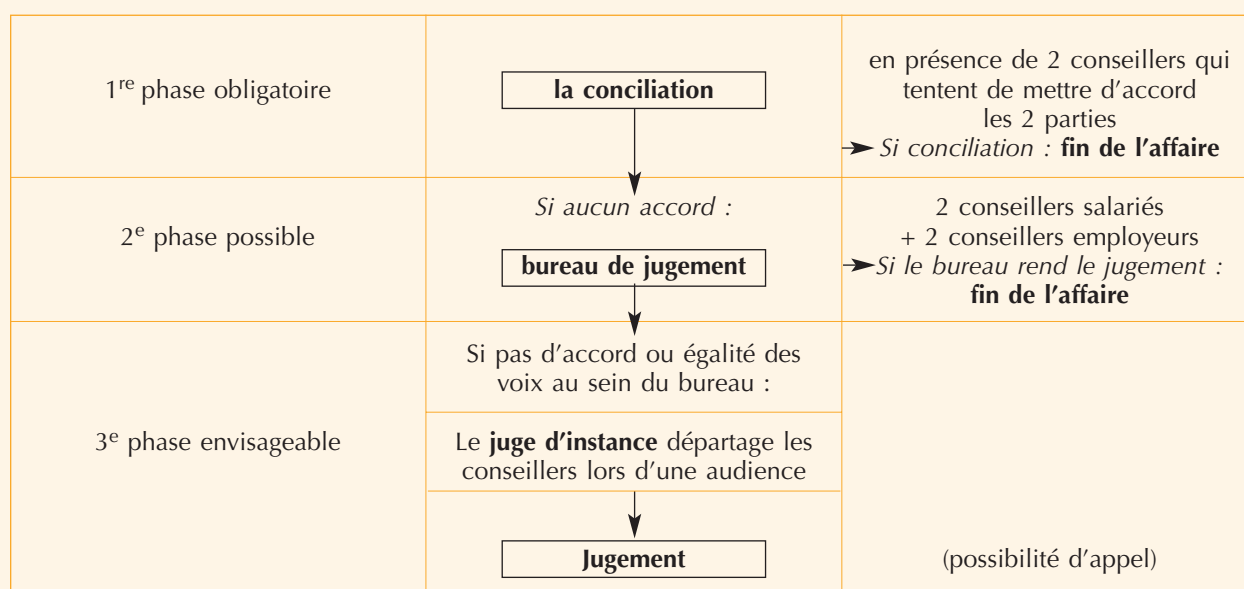 1re phase obligatoire
la conciliation
en présence de 2 conseillers qui
tentent de mettre d'accord
les 2 parties
Si conciliation : fin de l'affaire
2e phase possible
Si aucun accord :
bureau de jugement
2 conseillers salariés
+ 2 conseillers employeurs
Si le bureau rend le jugement :
fin de l'affaire
3e phase envisageable
Si pas d'accord ou égalité des
voix au sein du bureau :
Le juge d'instance départage les
conseillers lors d'une audience
Jugement
(possibilité d'appel)